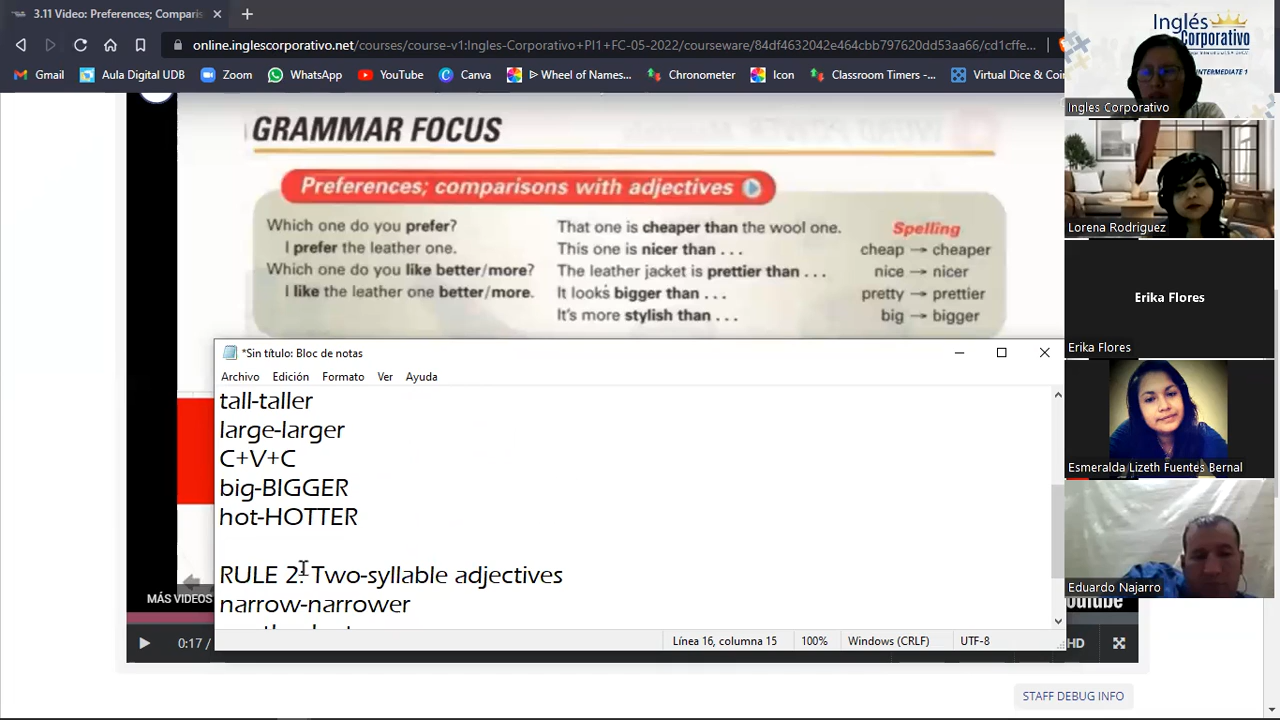 3.11 Video: Preferences; Comparis
online.inglescorporativo.net/courses/course-v1:Ingles-Corporativo+PI1+FC-05-2022/courseware/84df4632042e464cbb797620dd53aa66/cd1cffe...
Gmail
Aula Digital UDB
Zoom
WhatsApp
YouTube
Canva
▷ Wheel of Names...
Chronometer
Icon
Classroom Timers -...
Virtual Dice & Coin
GRAMMAR FOCUS
Preferences; comparisons with adjectives
Which one do you prefer?
I prefer the leather one.
Which one do you like better/more?
I like the leather one better/more.
That one is cheaper than the wool one.
This one is nicer than . . .
The leather jacket is prettier than . . .
It looks bigger than . . .
It's more stylish than . . .
Spelling
cheap → cheaper
nice → nicer
pretty → prettier
big → bigger
*Sin título: Bloc de notas
Archivo Edición Formato Ver Ayuda
tall-taller
large-larger
C+V+C
big-BIGGER
hot-HOTTER
RULE 2: Two-syllable adjectives
narrow-narrower
Línea 16, columna 15
100%
Windows (CRLF)
UTF-8
MÁS VIDEOS
0:17 /
HD
STAFF DEBUG INFO
Inglés
Corporativo
INTERMEDIATE 1
Ingles Corporativo
Lorena Rodriguez
Erika Flores
Erika Flores
Esmeralda Lizeth Fuentes Bernal
Eduardo Najarro